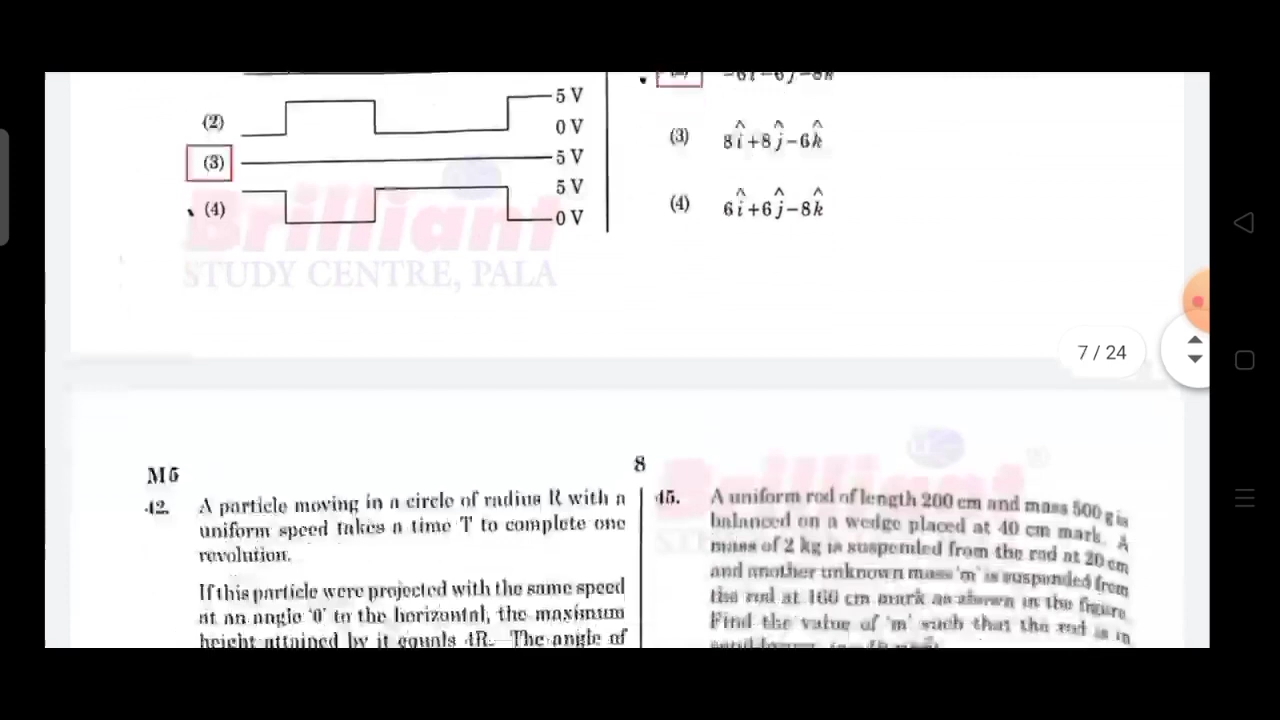 (2)
5 V
0 V
(3)
5 V
5 V
(4)
0 V
Brilliant
STUDY CENTRE, PALA
(3) 8î+8ĵ−6k̂
(4) 6î+6ĵ−8k̂
7 / 24
M5
8
42. A particle moving in a circle of radius R with a
uniform speed takes a time T to complete one
revolution.
If this particle were projected with the same speed
at an angle 'θ' to the horizontal, the maximum
height attained by it equals 4R. The angle of
45. A uniform rod of length 200 cm and mass 500 g is
balanced on a wedge placed at 40 cm mark. A
mass of 2 kg is suspended from the rod at 20 cm
and another unknown mass 'm' is suspended from
the rod at 160 cm mark as shown in the figure.
Find the value of 'm' such that the rod is in